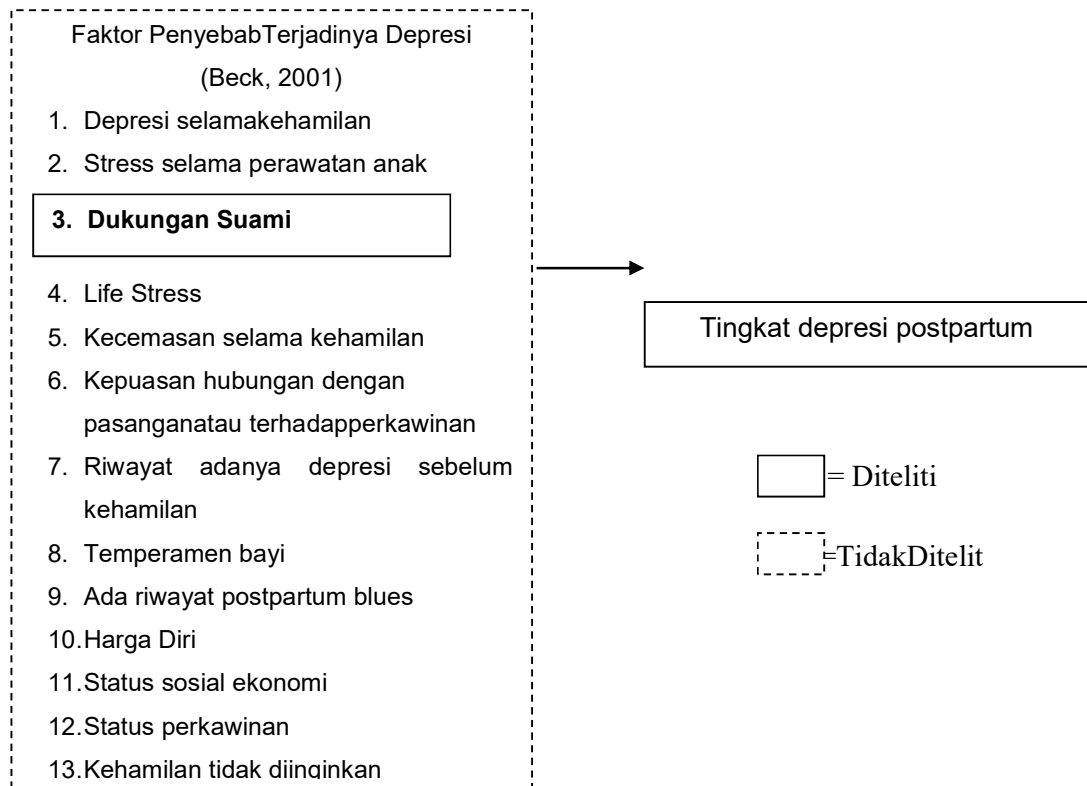 Faktor PenyebabTerjadinya Depresi
(Beck, 2001)
1. Depresi selamakehamilan
2. Stress selama perawatan anak
3. Dukungan Suami
4. Life Stress
5. Kecemasan selama kehamilan
6. Kepuasan hubungan dengan
pasanganatau terhadapperkawinan
7. Riwayat adanya depresi sebelum
kehamilan
8. Temperamen bayi
9. Ada riwayat postpartum blues
10.Harga Diri
11.Status sosial ekonomi
12.Status perkawinan
13.Kehamilan tidak diinginkan
Tingkat depresi postpartum
= Diteliti
=TidakDitelit